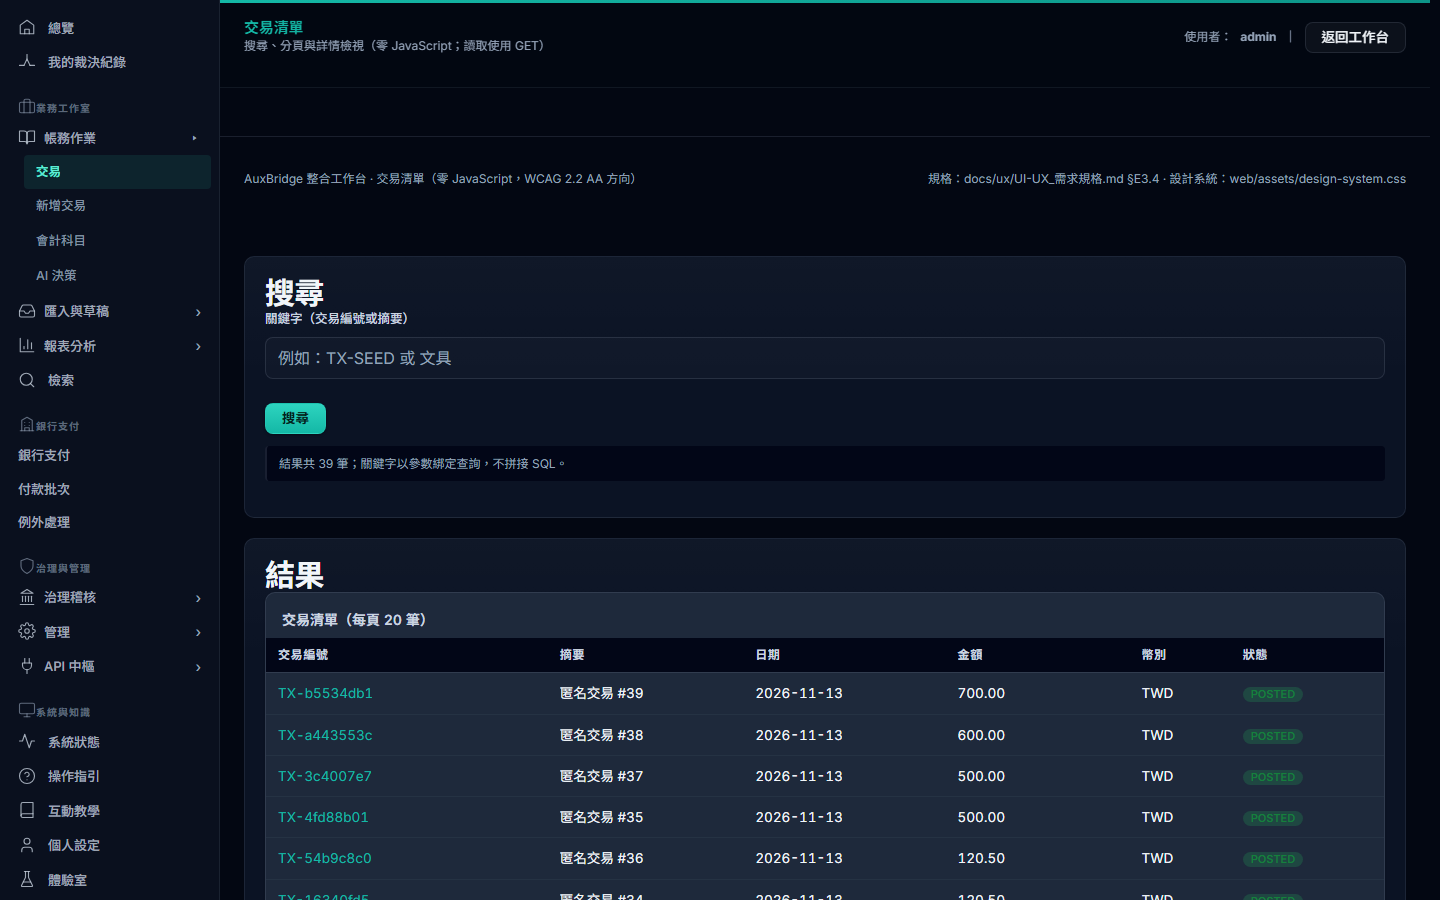 總覽
我的裁決紀錄
業務工作室
帳務作業
交易
新增交易
會計科目
AI 決策
匯入與草稿
報表分析
檢索
銀行支付
銀行支付
付款批次
例外處理
治理與管理
治理稽核
管理
API 中樞
系統與知識
系統狀態
操作指引
互動教學
個人設定
體驗室
交易清單
搜尋、分頁與詳情檢視（零 JavaScript；讀取使用 GET）
使用者： admin | 返回工作台
AuxBridge 整合工作台 · 交易清單（零 JavaScript，WCAG 2.2 AA 方向）
規格：docs/ux/UI-UX_需求規格.md §E3.4 · 設計系統：web/assets/design-system.css
搜尋
關鍵字（交易編號或摘要）
例如：TX-SEED 或 文具
搜尋
結果共 39 筆；關鍵字以參數綁定查詢，不拼接 SQL。
結果
交易清單（每頁 20 筆）
交易編號 摘要 日期 金額 幣別 狀態
TX-b5534db1 匿名交易 #39 2026-11-13 700.00 TWD POSTED
TX-a443553c 匿名交易 #38 2026-11-13 600.00 TWD POSTED
TX-3c4007e7 匿名交易 #37 2026-11-13 500.00 TWD POSTED
TX-4fd88b01 匿名交易 #35 2026-11-13 500.00 TWD POSTED
TX-54b9c8c0 匿名交易 #36 2026-11-13 120.50 TWD POSTED
TX-16340fd5 匿名交易 #34 2026-11-13 120.50 TWD POSTED